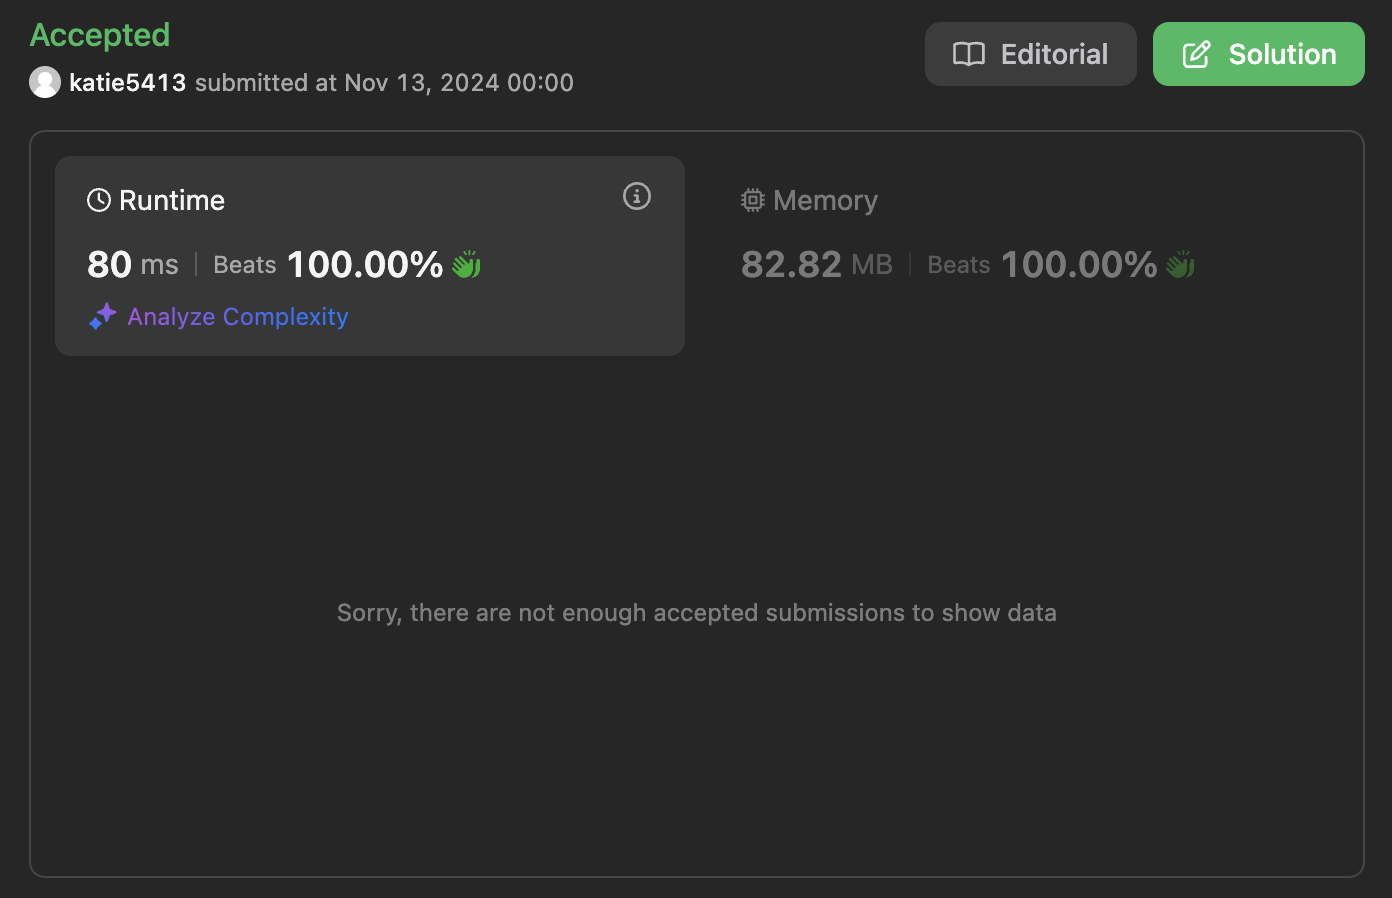 Accepted
katie5413 submitted at Nov 13, 2024 00:00
Editorial
Solution
Runtime
80 ms | Beats 100.00%
Analyze Complexity
Memory
82.82 MB | Beats 100.00%
Sorry, there are not enough accepted submissions to show data